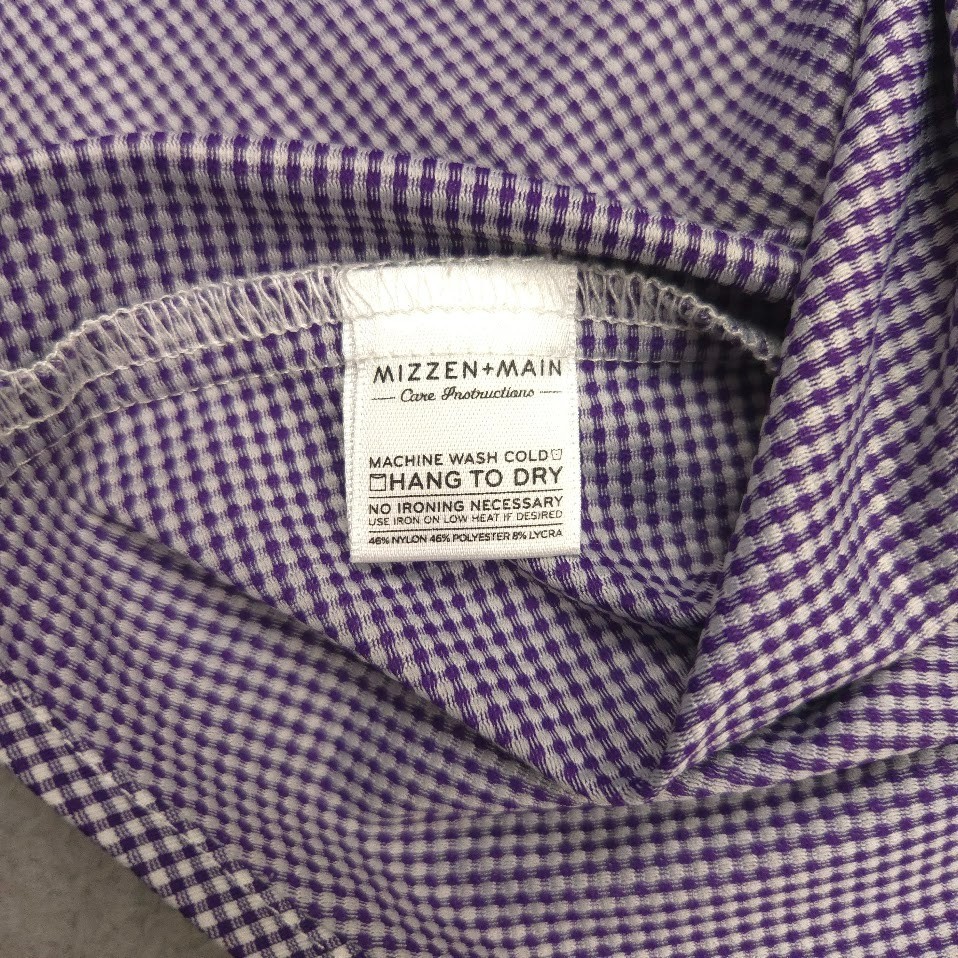 MIZZEN+MAIN
Care Instructions
MACHINE WASH COLD
HANG TO DRY
NO IRONING NECESSARY
USE IRON ON LOW HEAT IF DESIRED
46% NYLON 46% POLYESTER 8% LYCRA